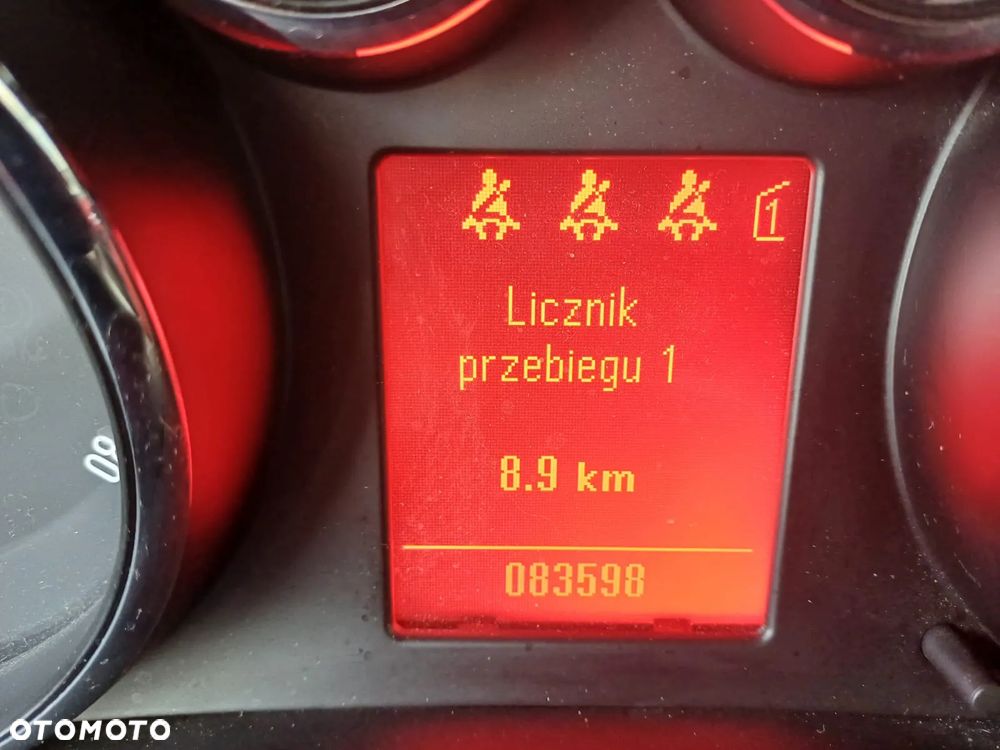 1
Licznik
przebiegu 1
8.9 km
083598
OTOMOTO